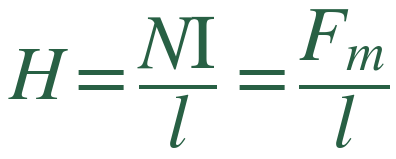 H = NI/l = F_m/l